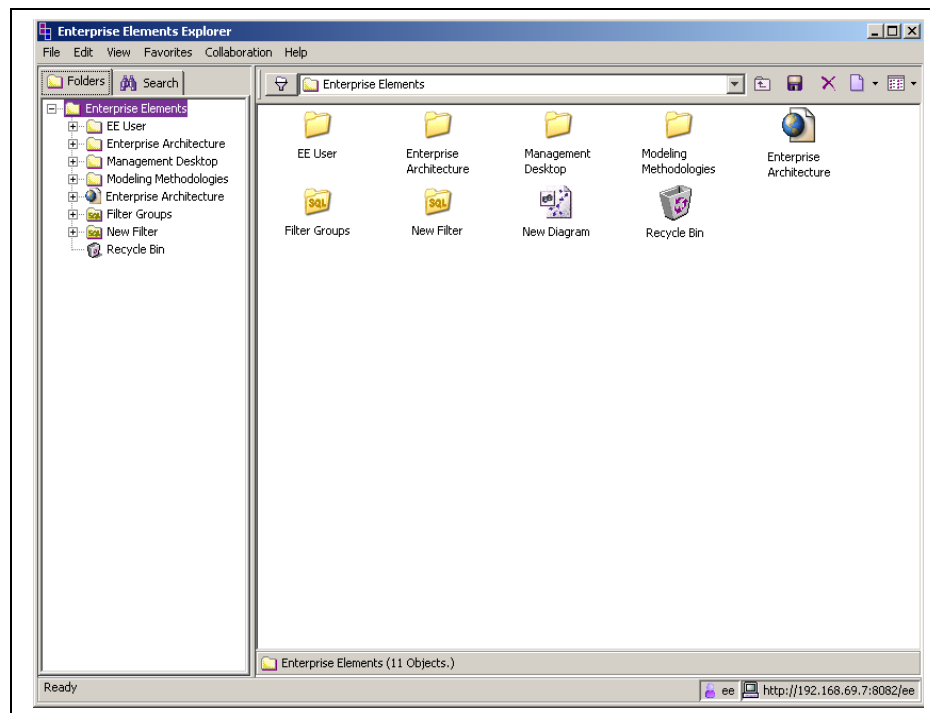 Enterprise Elements Explorer
File Edit View Favorites Collaboration Help
Folders Search
Enterprise Elements
EE User
Enterprise Architecture
Management Desktop
Modeling Methodologies
Enterprise Architecture
Filter Groups
New Filter
Recycle Bin
Enterprise Elements
EE User
Enterprise Architecture
Management Desktop
Modeling Methodologies
Enterprise Architecture
SQL
Filter Groups
SQL
New Filter
New Diagram
Recycle Bin
Enterprise Elements (11 Objects.)
Ready
ee http://192.168.69.7:8082/ee